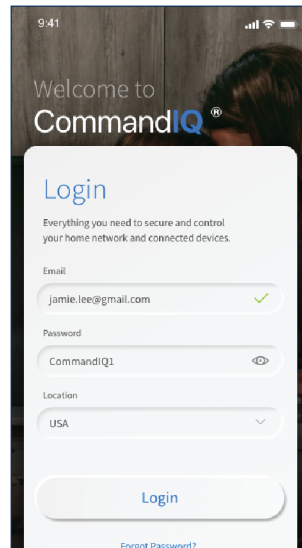 9:41
Welcome to
CommandIQ ®
Login
Everything you need to secure and control
your home network and connected devices.
Email
jamie.lee@gmail.com
Password
CommandIQ1
Location
USA
Login
Forgot Password?